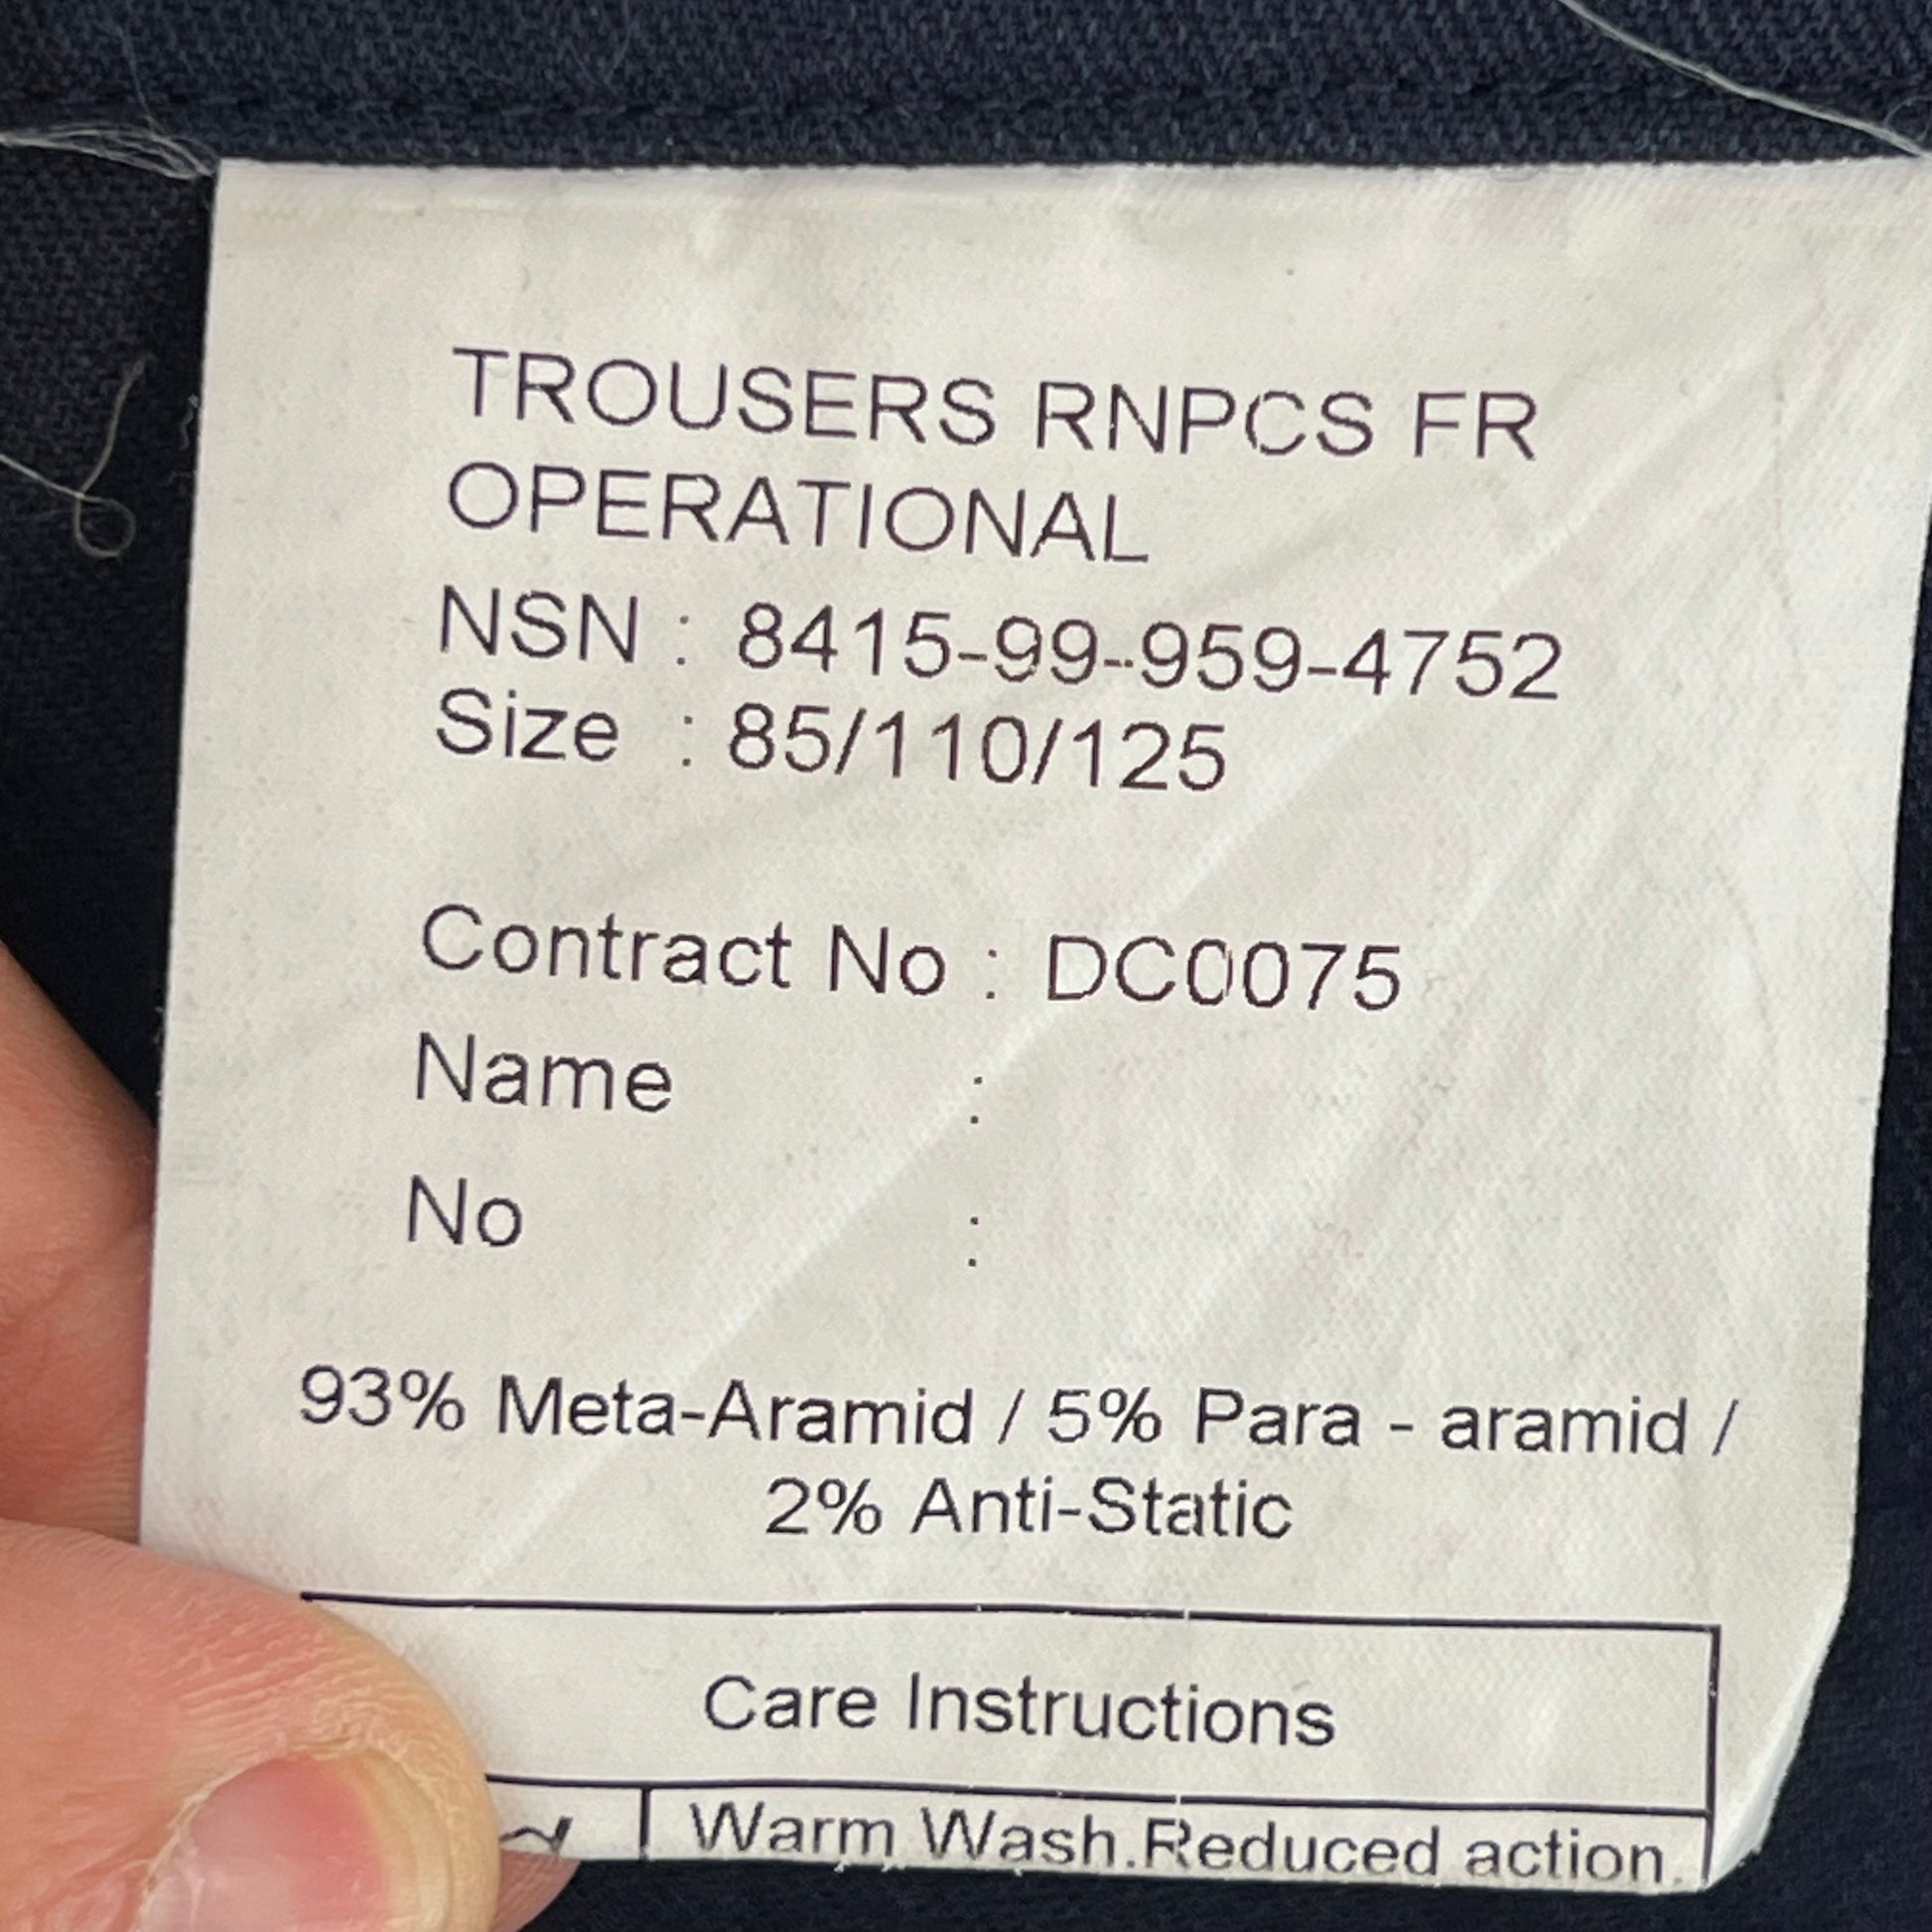 TROUSERS RNPCS FR
OPERATIONAL
NSN : 8415-99-959-4752
Size : 85/110/125
Contract No : DC0075
Name :
No :
93% Meta-Aramid / 5% Para - aramid /
2% Anti-Static
Care Instructions
Warm Wash.Reduced action.